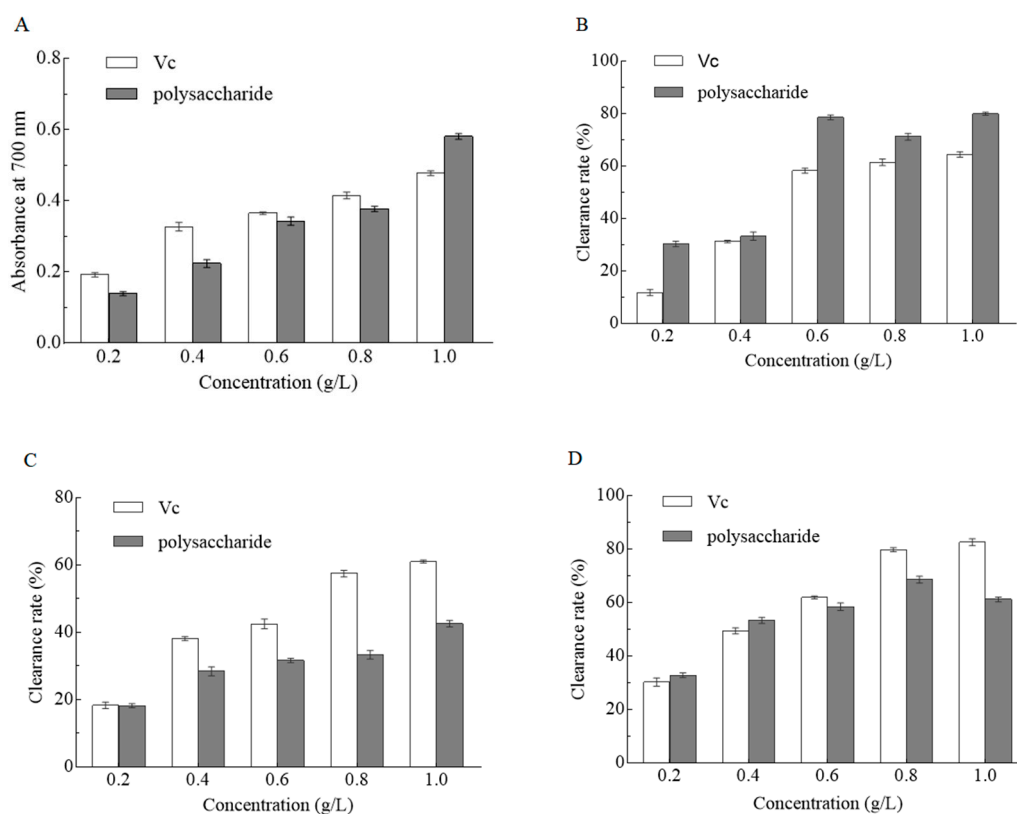 A
0.8
0.6
0.4
0.2
0.0
Absorbance at 700 nm
Vc
polysaccharide
0.2 0.4 0.6 0.8 1.0
Concentration (g/L)
B
100
80
60
40
20
0
Clearance rate (%)
Vc
polysaccharide
0.2 0.4 0.6 0.8 1.0
Concentration (g/L)
C
80
60
40
20
0
Clearance rate (%)
Vc
polysaccharide
0.2 0.4 0.6 0.8 1.0
Concentration (g/L)
D
100
80
60
40
20
0
Clearance rate (%)
Vc
polysaccharide
0.2 0.4 0.6 0.8 1.0
Concentration (g/L)